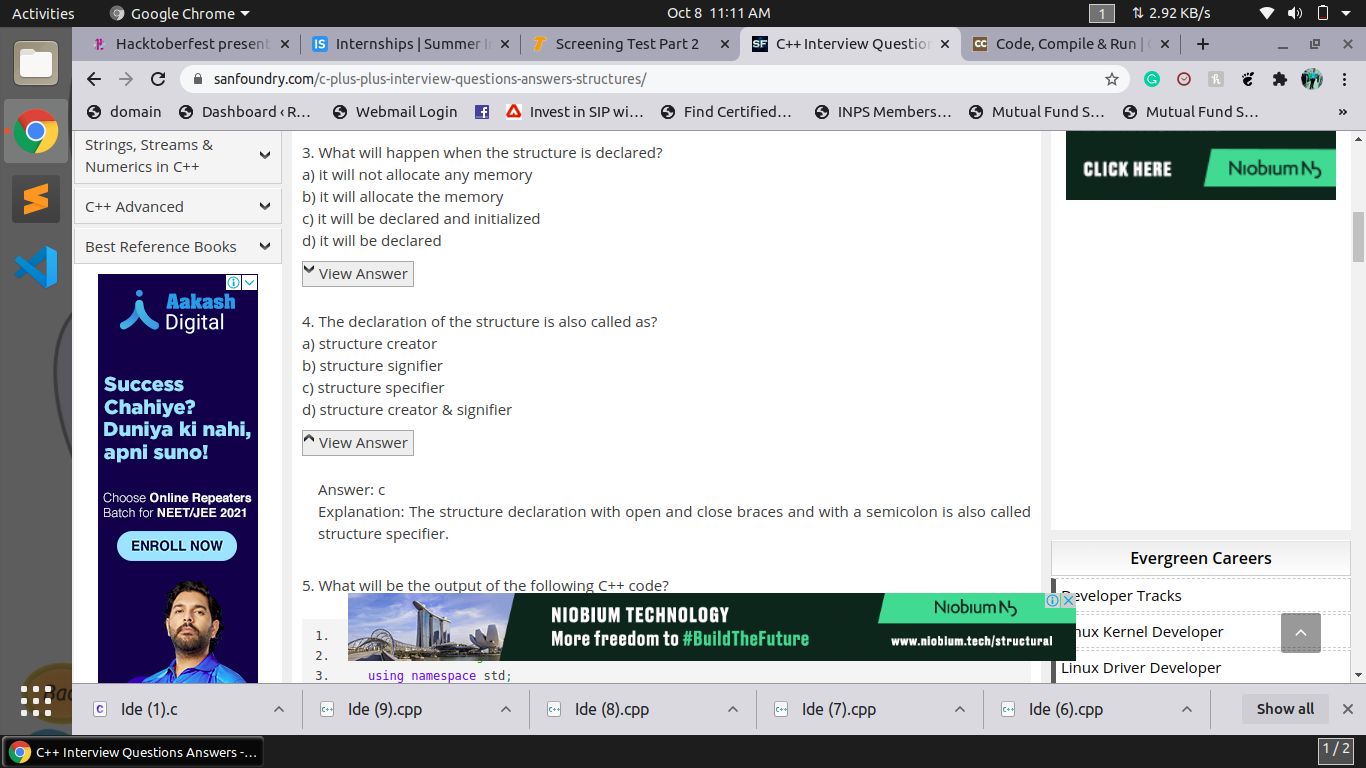 Activities
Google Chrome
Oct 8 11:11 AM
1
2.92 KB/s
Hacktoberfest present
Internships | Summer I
Screening Test Part 2
C++ Interview Question
Code, Compile & Run |
sanfoundry.com/c-plus-plus-interview-questions-answers-structures/
domain
Dashboard ‹ R...
Webmail Login
Invest in SIP wi...
Find Certified...
INPS Members...
Mutual Fund S...
Mutual Fund S...
»
Strings, Streams &
Numerics in C++
C++ Advanced
Best Reference Books
Aakash
Digital
Success
Chahiye?
Duniya ki nahi,
apni suno!
Choose Online Repeaters
Batch for NEET/JEE 2021
ENROLL NOW
3. What will happen when the structure is declared?
a) it will not allocate any memory
b) it will allocate the memory
c) it will be declared and initialized
d) it will be declared
View Answer
4. The declaration of the structure is also called as?
a) structure creator
b) structure signifier
c) structure specifier
d) structure creator & signifier
View Answer
Answer: c
Explanation: The structure declaration with open and close braces and with a semicolon is also called
structure specifier.
5. What will be the output of the following C++ code?
1.
2.
3. using namespace std;
NIOBIUM TECHNOLOGY
More freedom to #BuildTheFuture
NIOBIUM Nb
www.niobium.tech/structural
CLICK HERE
NIOBIUM Nb
Evergreen Careers
Developer Tracks
Linux Kernel Developer
Linux Driver Developer
Ide (1).c
Ide (9).cpp
Ide (8).cpp
Ide (7).cpp
Ide (6).cpp
Show all
C++ Interview Questions Answers -...
1 / 2